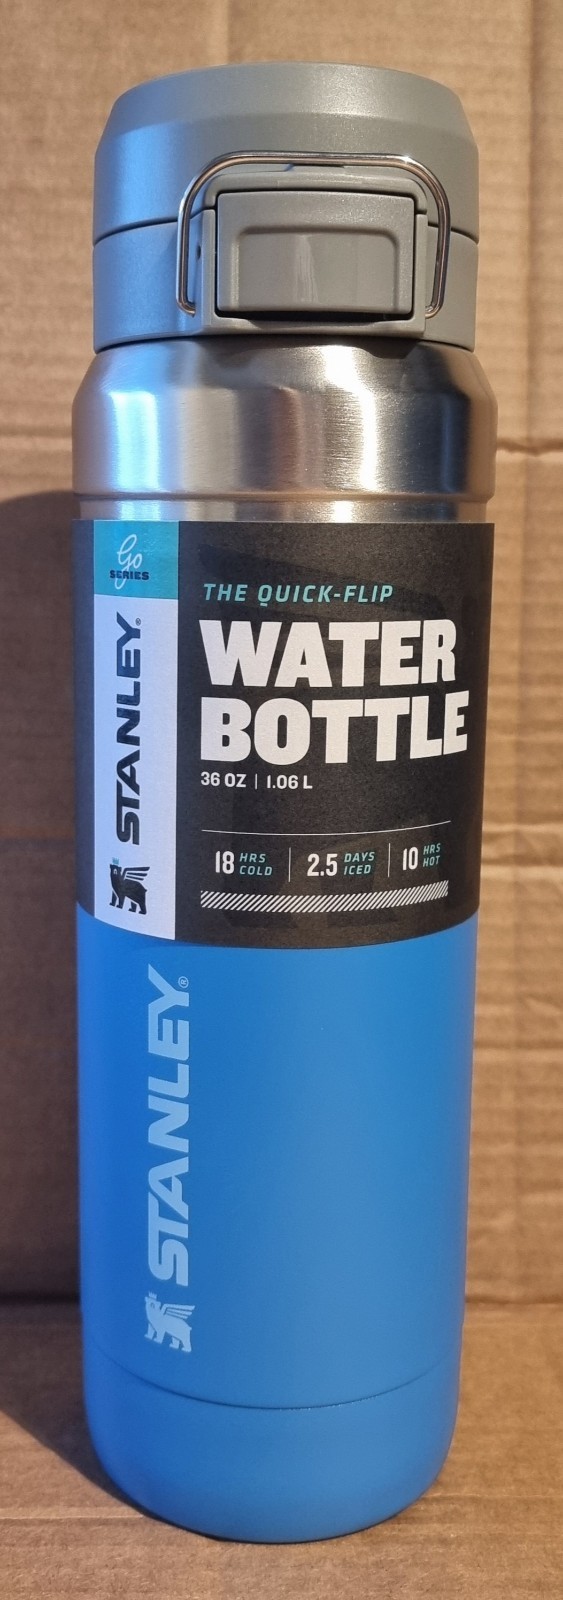 Go
SERIES
STANLEY®
THE QUICK-FLIP
WATER
BOTTLE
36 OZ | 1.06 L
18 HRS COLD | 2.5 DAYS ICED | 10 HRS HOT
STANLEY®